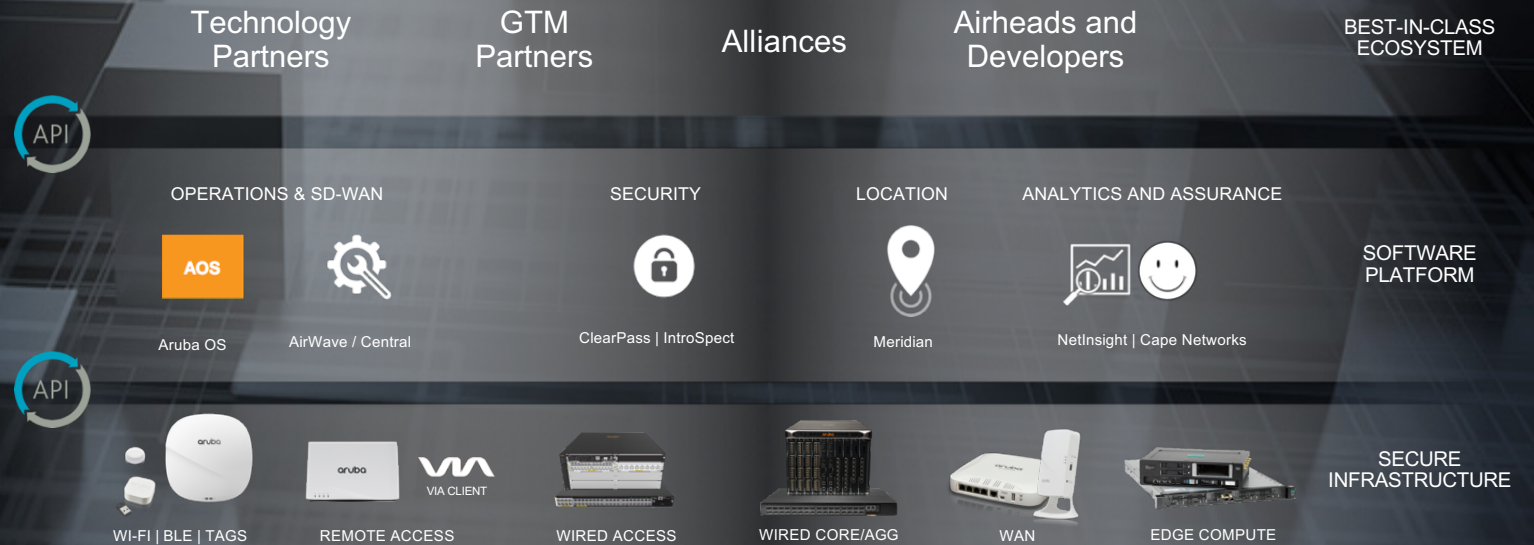 Technology
Partners
GTM
Partners
Alliances
Airheads and
Developers
BEST-IN-CLASS
ECOSYSTEM
API
OPERATIONS & SD-WAN
SECURITY
LOCATION
ANALYTICS AND ASSURANCE
AOS
SOFTWARE
PLATFORM
Aruba OS
AirWave / Central
ClearPass | IntroSpect
Meridian
NetInsight | Cape Networks
API
aruba
aruba
VIA
VIA CLIENT
aruba
SECURE
INFRASTRUCTURE
WI-FI | BLE | TAGS
REMOTE ACCESS
WIRED ACCESS
WIRED CORE/AGG
WAN
EDGE COMPUTE